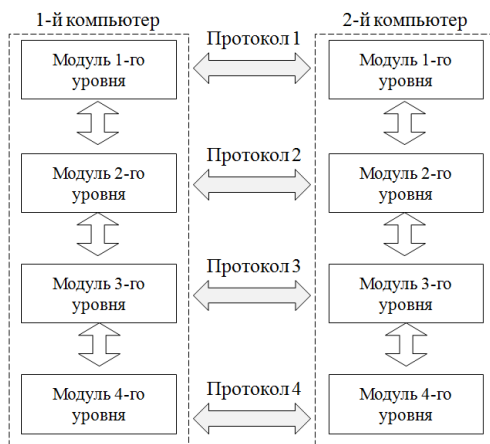 1-й компьютер
2-й компьютер
Протокол 1
Модуль 1-го
уровня
Модуль 1-го
уровня
Протокол 2
Модуль 2-го
уровня
Модуль 2-го
уровня
Протокол 3
Модуль 3-го
уровня
Модуль 3-го
уровня
Протокол 4
Модуль 4-го
уровня
Модуль 4-го
уровня